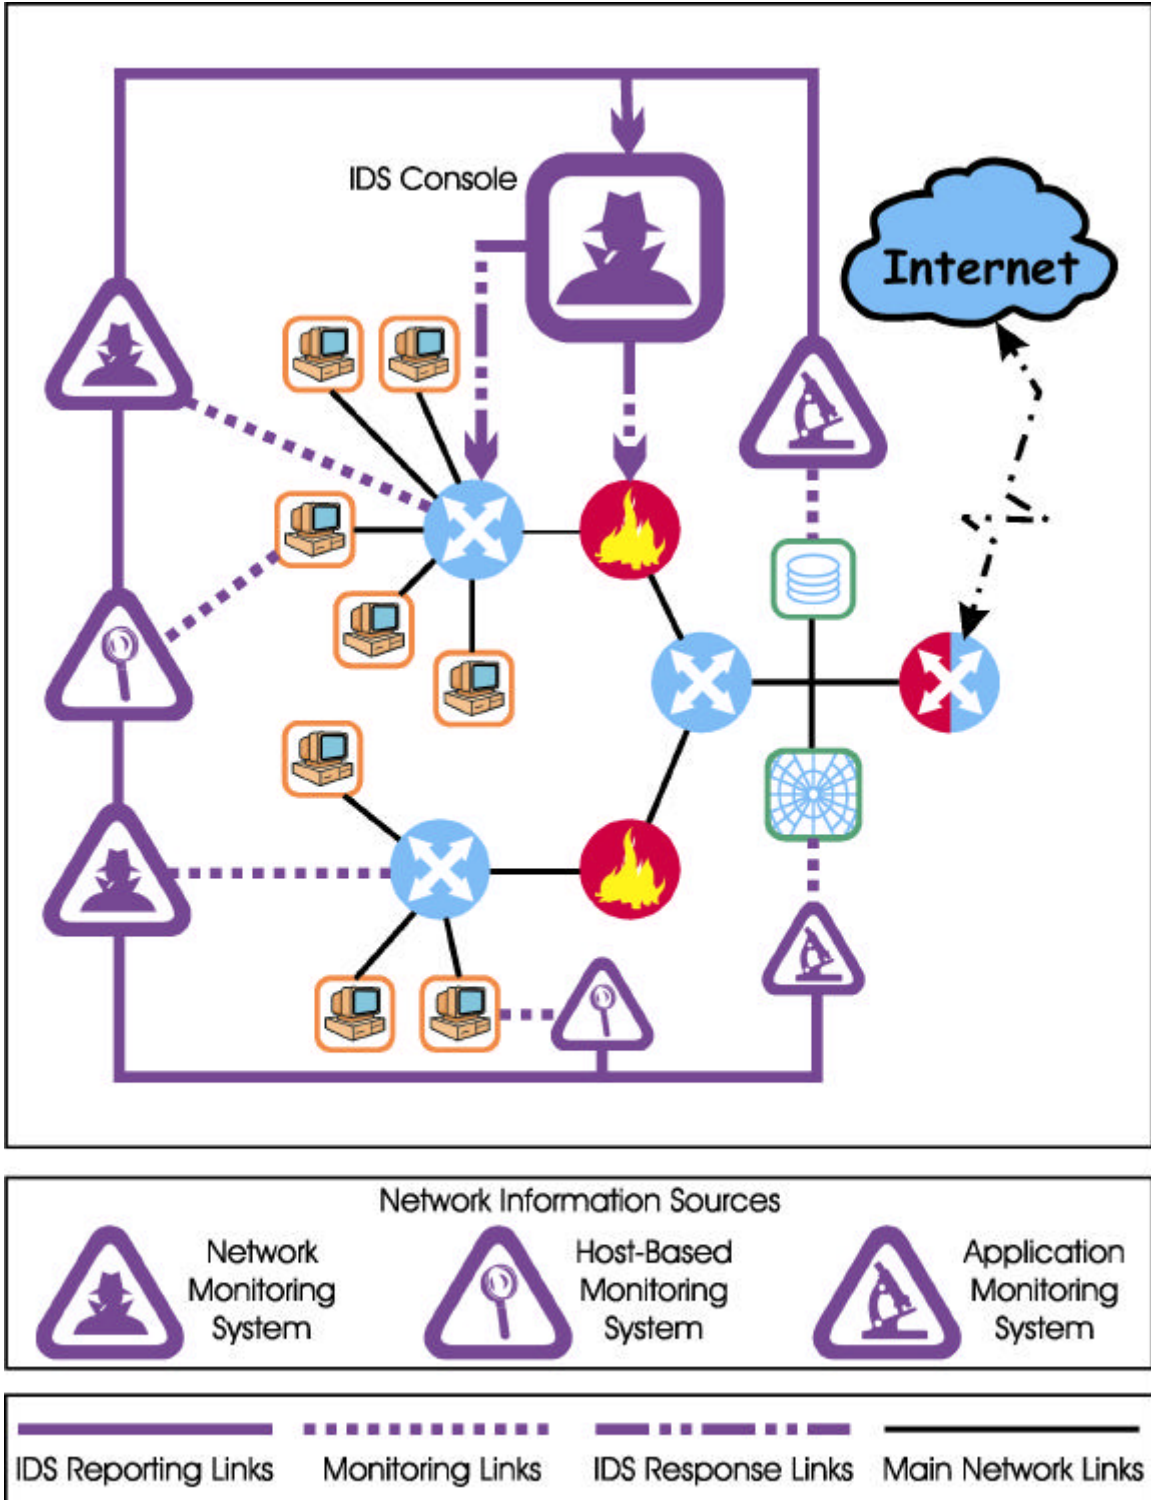 IDS Console
Internet
Network Information Sources
Network
Monitoring
System
Host-Based
Monitoring
System
Application
Monitoring
System
IDS Reporting Links
Monitoring Links
IDS Response Links
Main Network Links